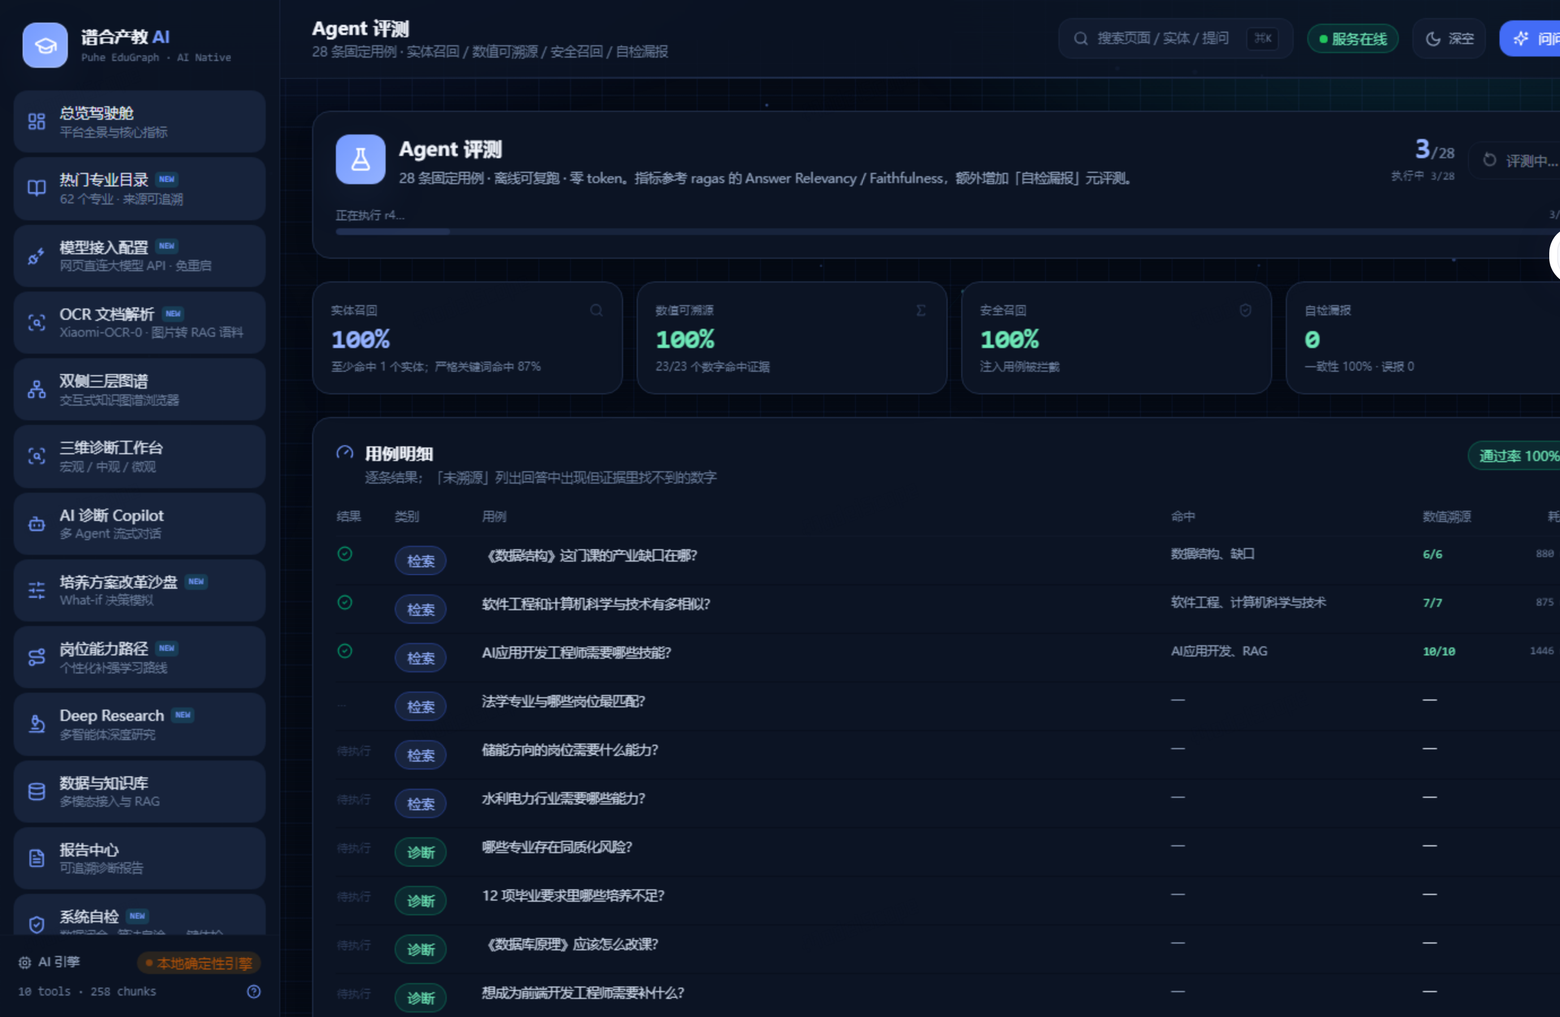 谱合产教 AI
Puhe EduGraph · AI Native
总览驾驶舱
平台全景与核心指标
热门专业目录 NEW
62 个专业 · 来源可追溯
模型接入配置 NEW
网页直连大模型 API · 免重启
OCR 文档解析 NEW
Xiaomi-OCR-0 · 图片转 RAG 语料
双侧三层图谱
交互式知识图谱浏览器
三维诊断工作台
宏观 / 中观 / 微观
AI 诊断 Copilot
多 Agent 流式对话
培养方案改革沙盘 NEW
What-if 决策模拟
岗位能力路径 NEW
个性化补强学习路线
Deep Research NEW
多智能体深度研究
数据与知识库
多模态接入与 RAG
报告中心
可追溯诊断报告
系统自检 NEW
AI 引擎
本地确定性引擎
10 tools · 258 chunks
Agent 评测
28 条固定用例 · 实体召回 / 数值可溯源 / 安全召回 / 自检漏报
搜索页面 / 实体 / 提问 ⌘K
服务在线
深空
Agent 评测
28 条固定用例 · 离线可复跑 · 零 token。指标参考 ragas 的 Answer Relevancy / Faithfulness，额外增加「自检漏报」元评测。
3/28
执行中 3/28
评测中...
正在执行 r4...
3/
实体召回
100%
至少命中 1 个实体；严格关键词命中 87%
数值可溯源
100%
23/23 个数字命中证据
安全召回
100%
注入用例被拦截
自检漏报
0
一致性 100% · 误报 0
用例明细
逐条结果；「未溯源」列出回答中出现但证据里找不到的数字
通过率 100%
结果 类别 用例 命中 数值溯源 耗
检索 《数据结构》这门课的产业缺口在哪？ 数据结构、缺口 6/6 880
检索 软件工程和计算机科学与技术有多相似？ 软件工程、计算机科学与技术 7/7 875
检索 AI应用开发工程师需要哪些技能？ AI应用开发、RAG 10/10 1446
... 检索 法学专业与哪些岗位最匹配？ — —
待执行 检索 储能方向的岗位需要什么能力？ — —
待执行 检索 水利电力行业需要哪些能力？ — —
待执行 诊断 哪些专业存在同质化风险？ — —
待执行 诊断 12 项毕业要求里哪些培养不足？ — —
待执行 诊断 《数据库原理》应该怎么改课？ — —
待执行 诊断 想成为前端开发工程师需要补什么？ — —